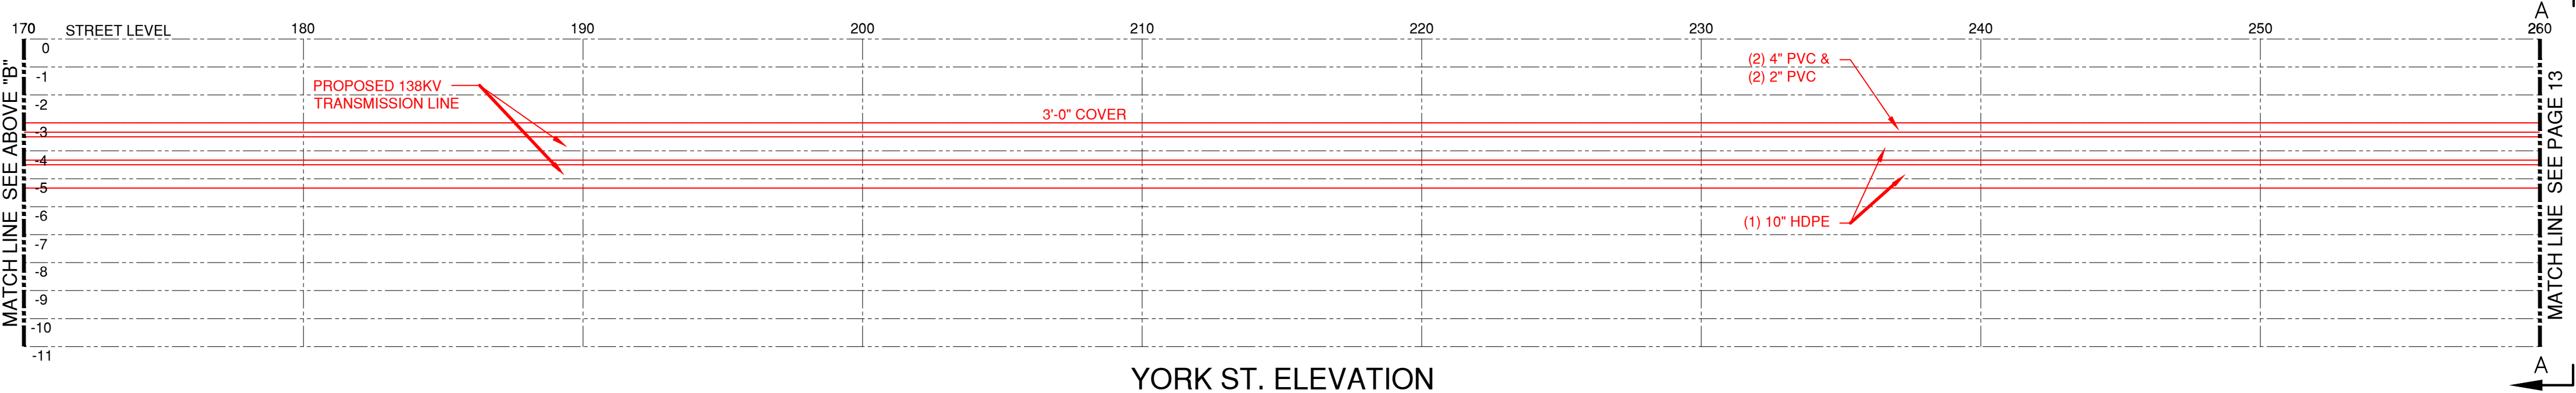 170 180 190 200 210 220 230 240 250 260
A
STREET LEVEL
0
-1
-2
-3
-4
-5
-6
-7
-8
-9
-10
-11
MATCH LINE SEE ABOVE "B"
PROPOSED 138KV
TRANSMISSION LINE
3'-0" COVER
(2) 4" PVC &
(2) 2" PVC
(1) 10" HDPE
MATCH LINE SEE PAGE 13
A
YORK ST. ELEVATION